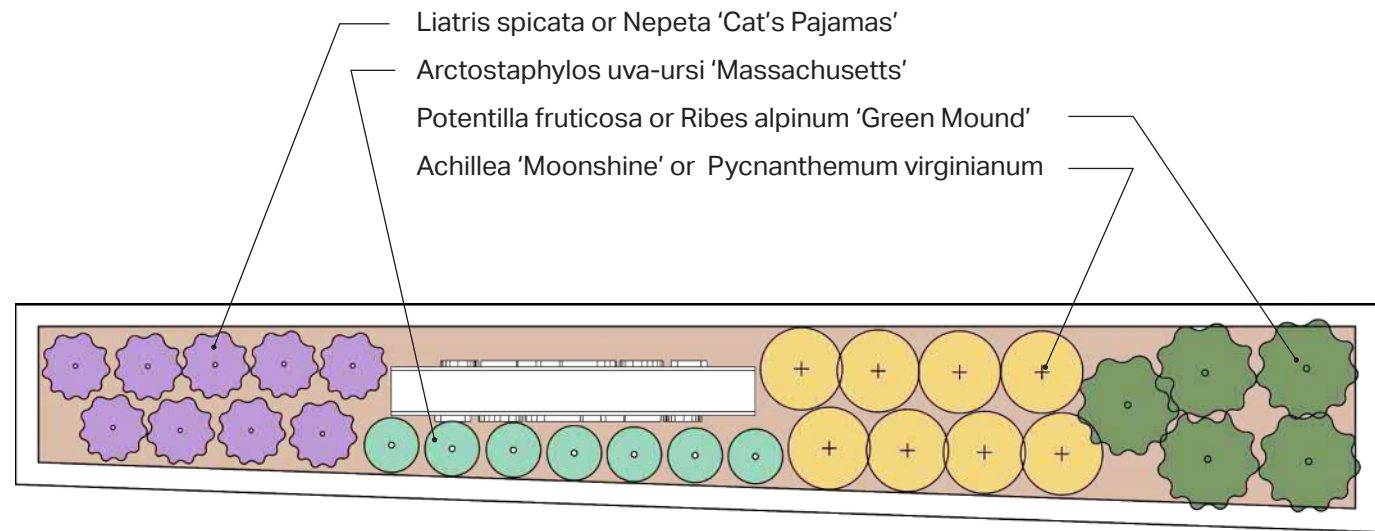 Liatris spicata or Nepeta ‘Cat’s Pajamas’
Arctostaphylos uva-ursi ‘Massachusetts’
Potentilla fruticosa or Ribes alpinum ‘Green Mound’
Achillea ‘Moonshine’ or Pycnanthemum virginianum